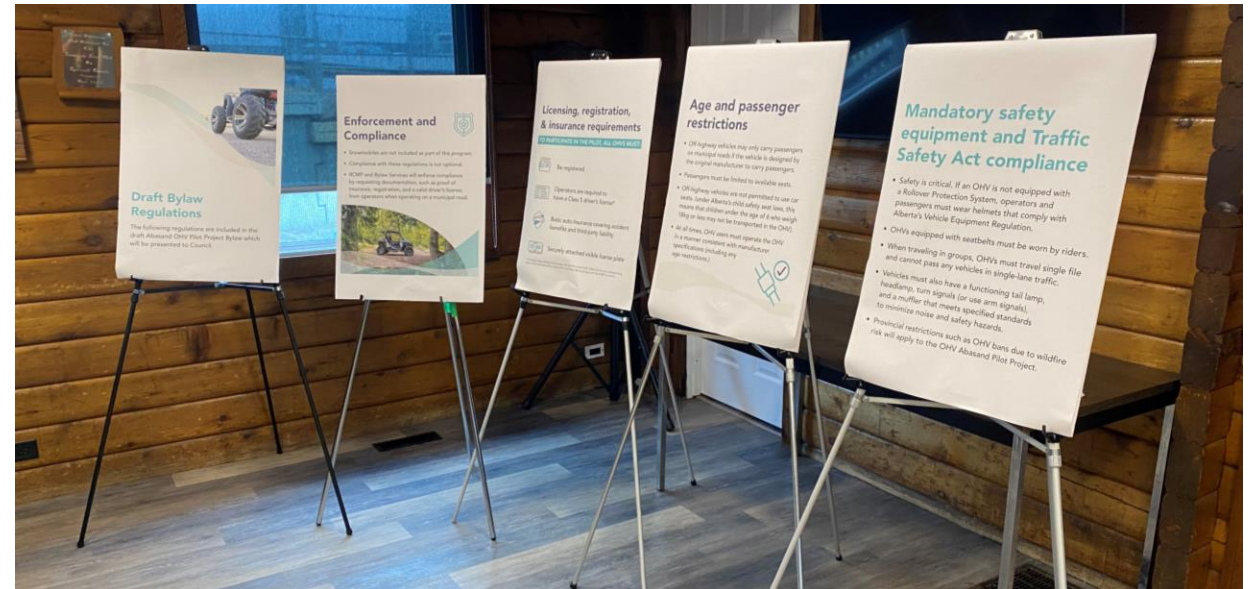 Draft Bylaw
Regulations
The following regulations are included in the
draft Abasand OHV Pilot Project Bylaw which
will be presented to Council.
Enforcement and
Compliance
• Snowmobiles are not included as part of this program.
• Compliance with these regulations is not optional.
• RCMP and Bylaw Services will enforce compliance
by requesting documentation, such as proof of
insurance, registration, and a valid driver's licence,
from operators when operating on a municipal road.
Licensing, registration,
& insurance requirements
TO PARTICIPATE IN THE PILOT, ALL OHVS MUST
Be registered
Operators are required to
have a Class 5 driver's licence*
Basic auto insurance covering accident
benefits and third-party liability
Securely attached visible license plate
Age and passenger
restrictions
• Off-highway vehicles may only carry passengers
on municipal roads if the vehicle is designed by
the original manufacturer to carry passengers.
• Passengers must be limited to available seats.
• Off-highway vehicles are not permitted to use car
seats. (under Alberta's child safety seat laws, this
means that children under the age of 6 who weigh
18kg or less may not be transported in the OHV).
• At all times, OHV users must operate the OHV
in a manner consistent with manufacturer
specifications (including any
age restrictions.)
Mandatory safety
equipment and Traffic
Safety Act compliance
• Safety is critical. If an OHV is not equipped with
a Rollover Protection System, operators and
passengers must wear helmets that comply with
Alberta's Vehicle Equipment Regulation.
• OHVs equipped with seatbelts must be worn by riders.
• When traveling in groups, OHVs must travel single file
and cannot pass any vehicles in single-lane traffic.
• Vehicles must also have a functioning tail lamp,
headlamp, turn signals (or use arm signals),
and a muffler that meets specified standards
to minimize noise and safety hazards.
• Provincial restrictions such as OHV bans due to wildfire
risk will apply to the OHV Abasand Pilot Project.